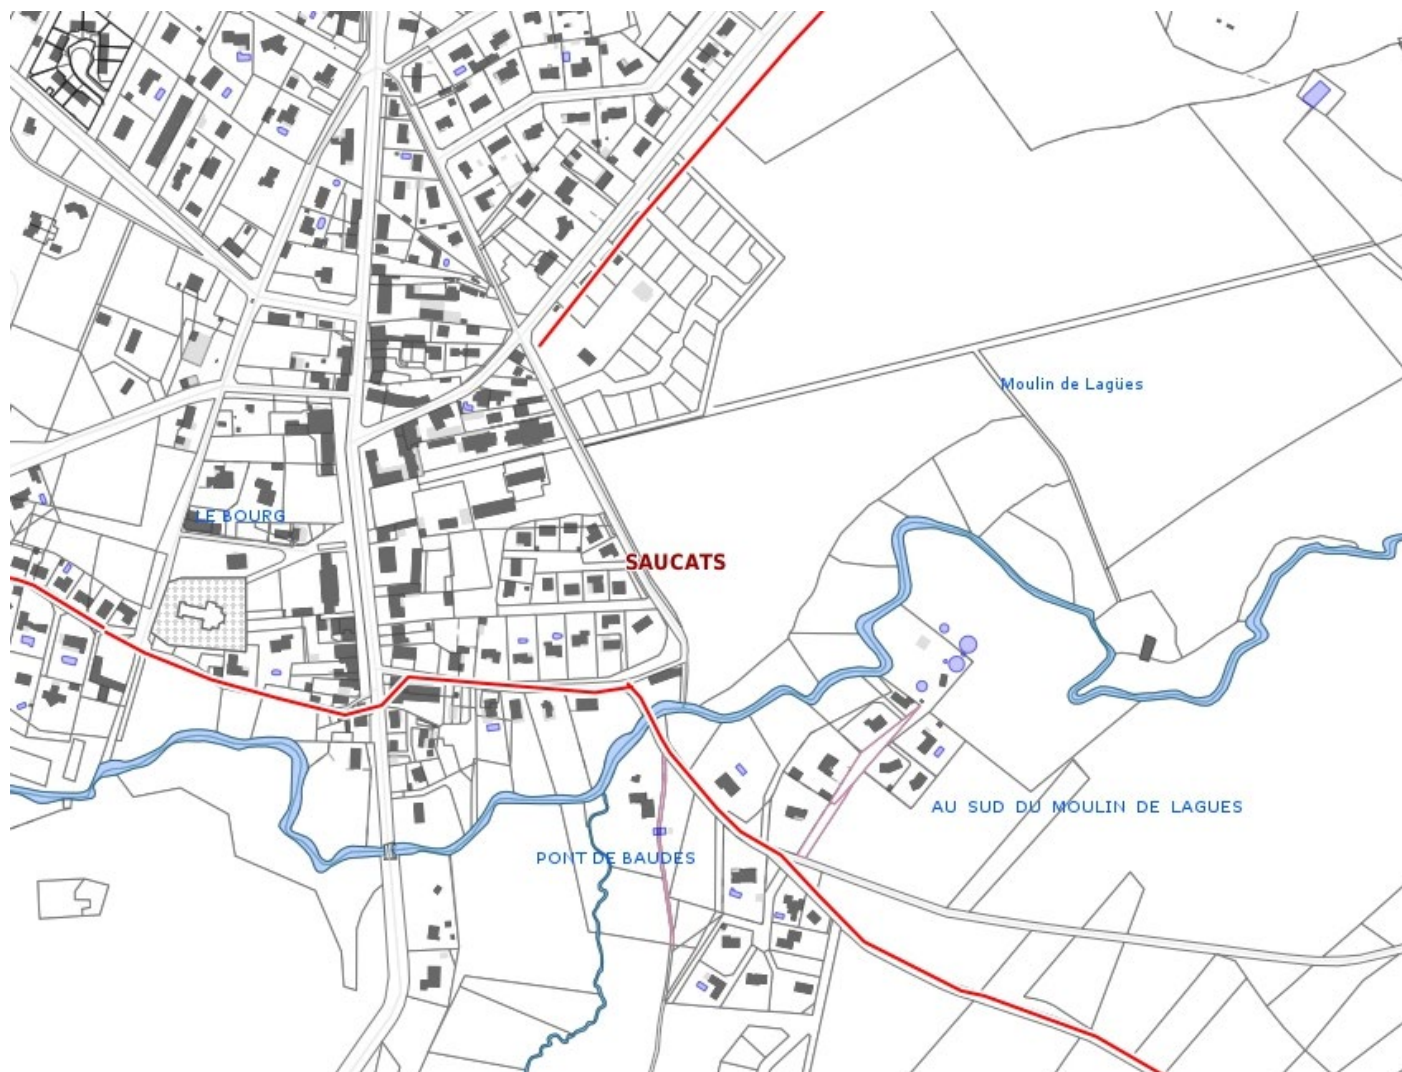 Moulin de Lagües
LE BOURG
SAUCATS
AU SUD DU MOULIN DE LAGUES
PONT DE BAUDES